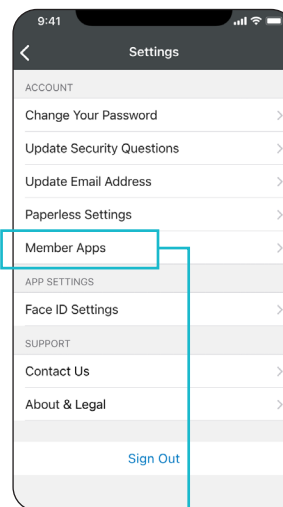 9:41
Settings
ACCOUNT
Change Your Password
Update Security Questions
Update Email Address
Paperless Settings
Member Apps
APP SETTINGS
Face ID Settings
SUPPORT
Contact Us
About & Legal
Sign Out